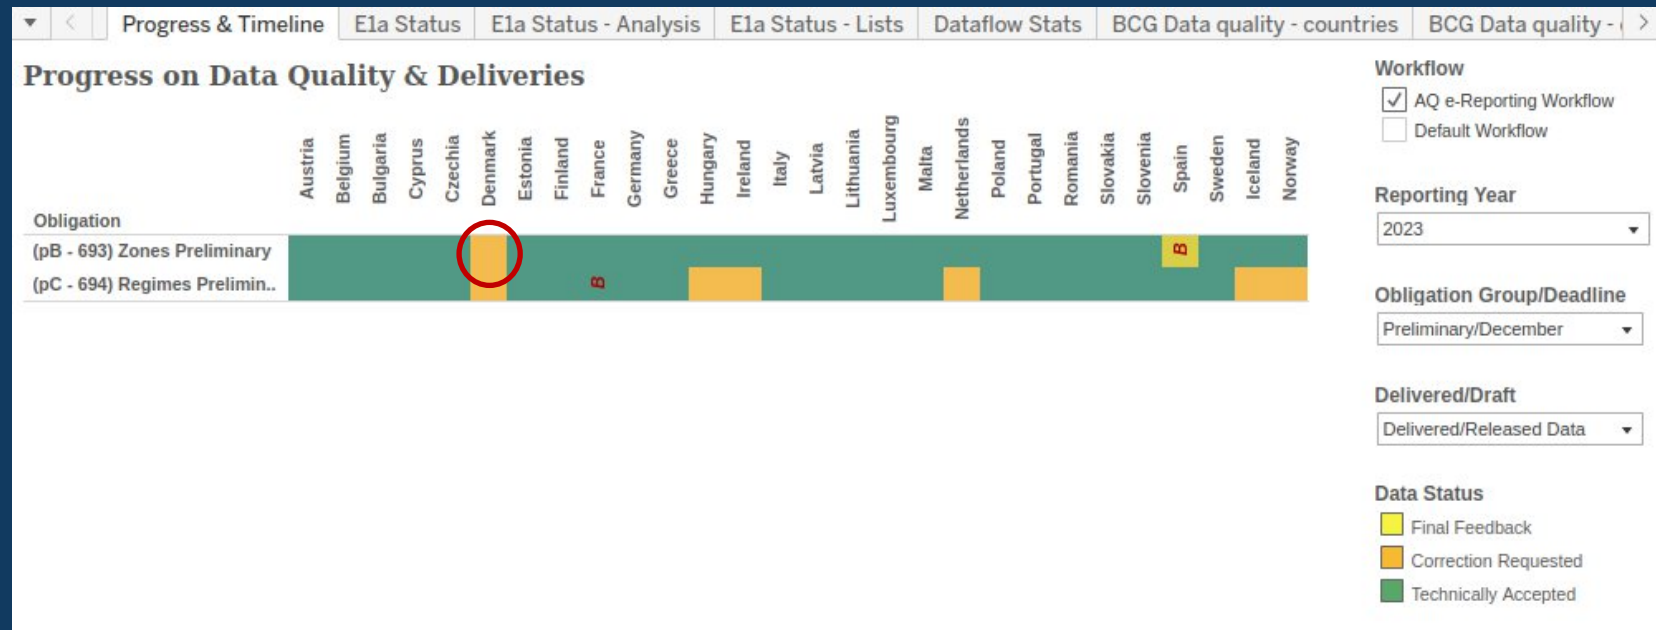 Progress & Timeline E1a Status E1a Status - Analysis E1a Status - Lists Dataflow Stats BCG Data quality - countries BCG Data quality -
Progress on Data Quality & Deliveries
Austria
Belgium
Bulgaria
Cyprus
Czechia
Denmark
Estonia
Finland
France
Germany
Greece
Hungary
Ireland
Italy
Latvia
Lithuania
Luxembourg
Malta
Netherlands
Poland
Portugal
Romania
Slovakia
Slovenia
Spain
Sweden
Iceland
Norway
Obligation
(pB - 693) Zones Preliminary
B
(pC - 694) Regimes Prelimin..
B
Workflow
AQ e-Reporting Workflow
Default Workflow
Reporting Year
2023
Obligation Group/Deadline
Preliminary/December
Delivered/Draft
Delivered/Released Data
Data Status
Final Feedback
Correction Requested
Technically Accepted